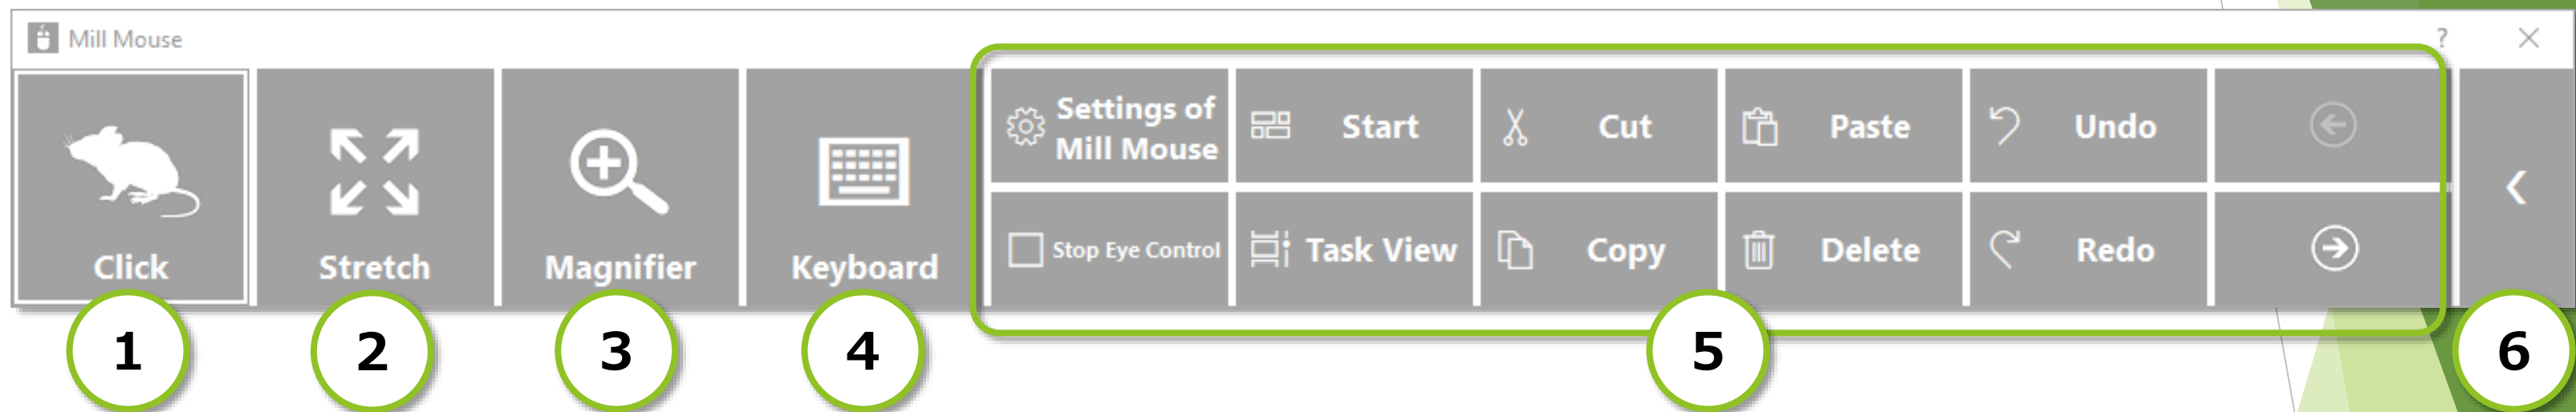 Mill Mouse
?
Click
Stretch
Magnifier
Keyboard
Settings of
Mill Mouse
Start
Cut
Paste
Undo
Stop Eye Control
Task View
Copy
Delete
Redo
1
2
3
4
5
6